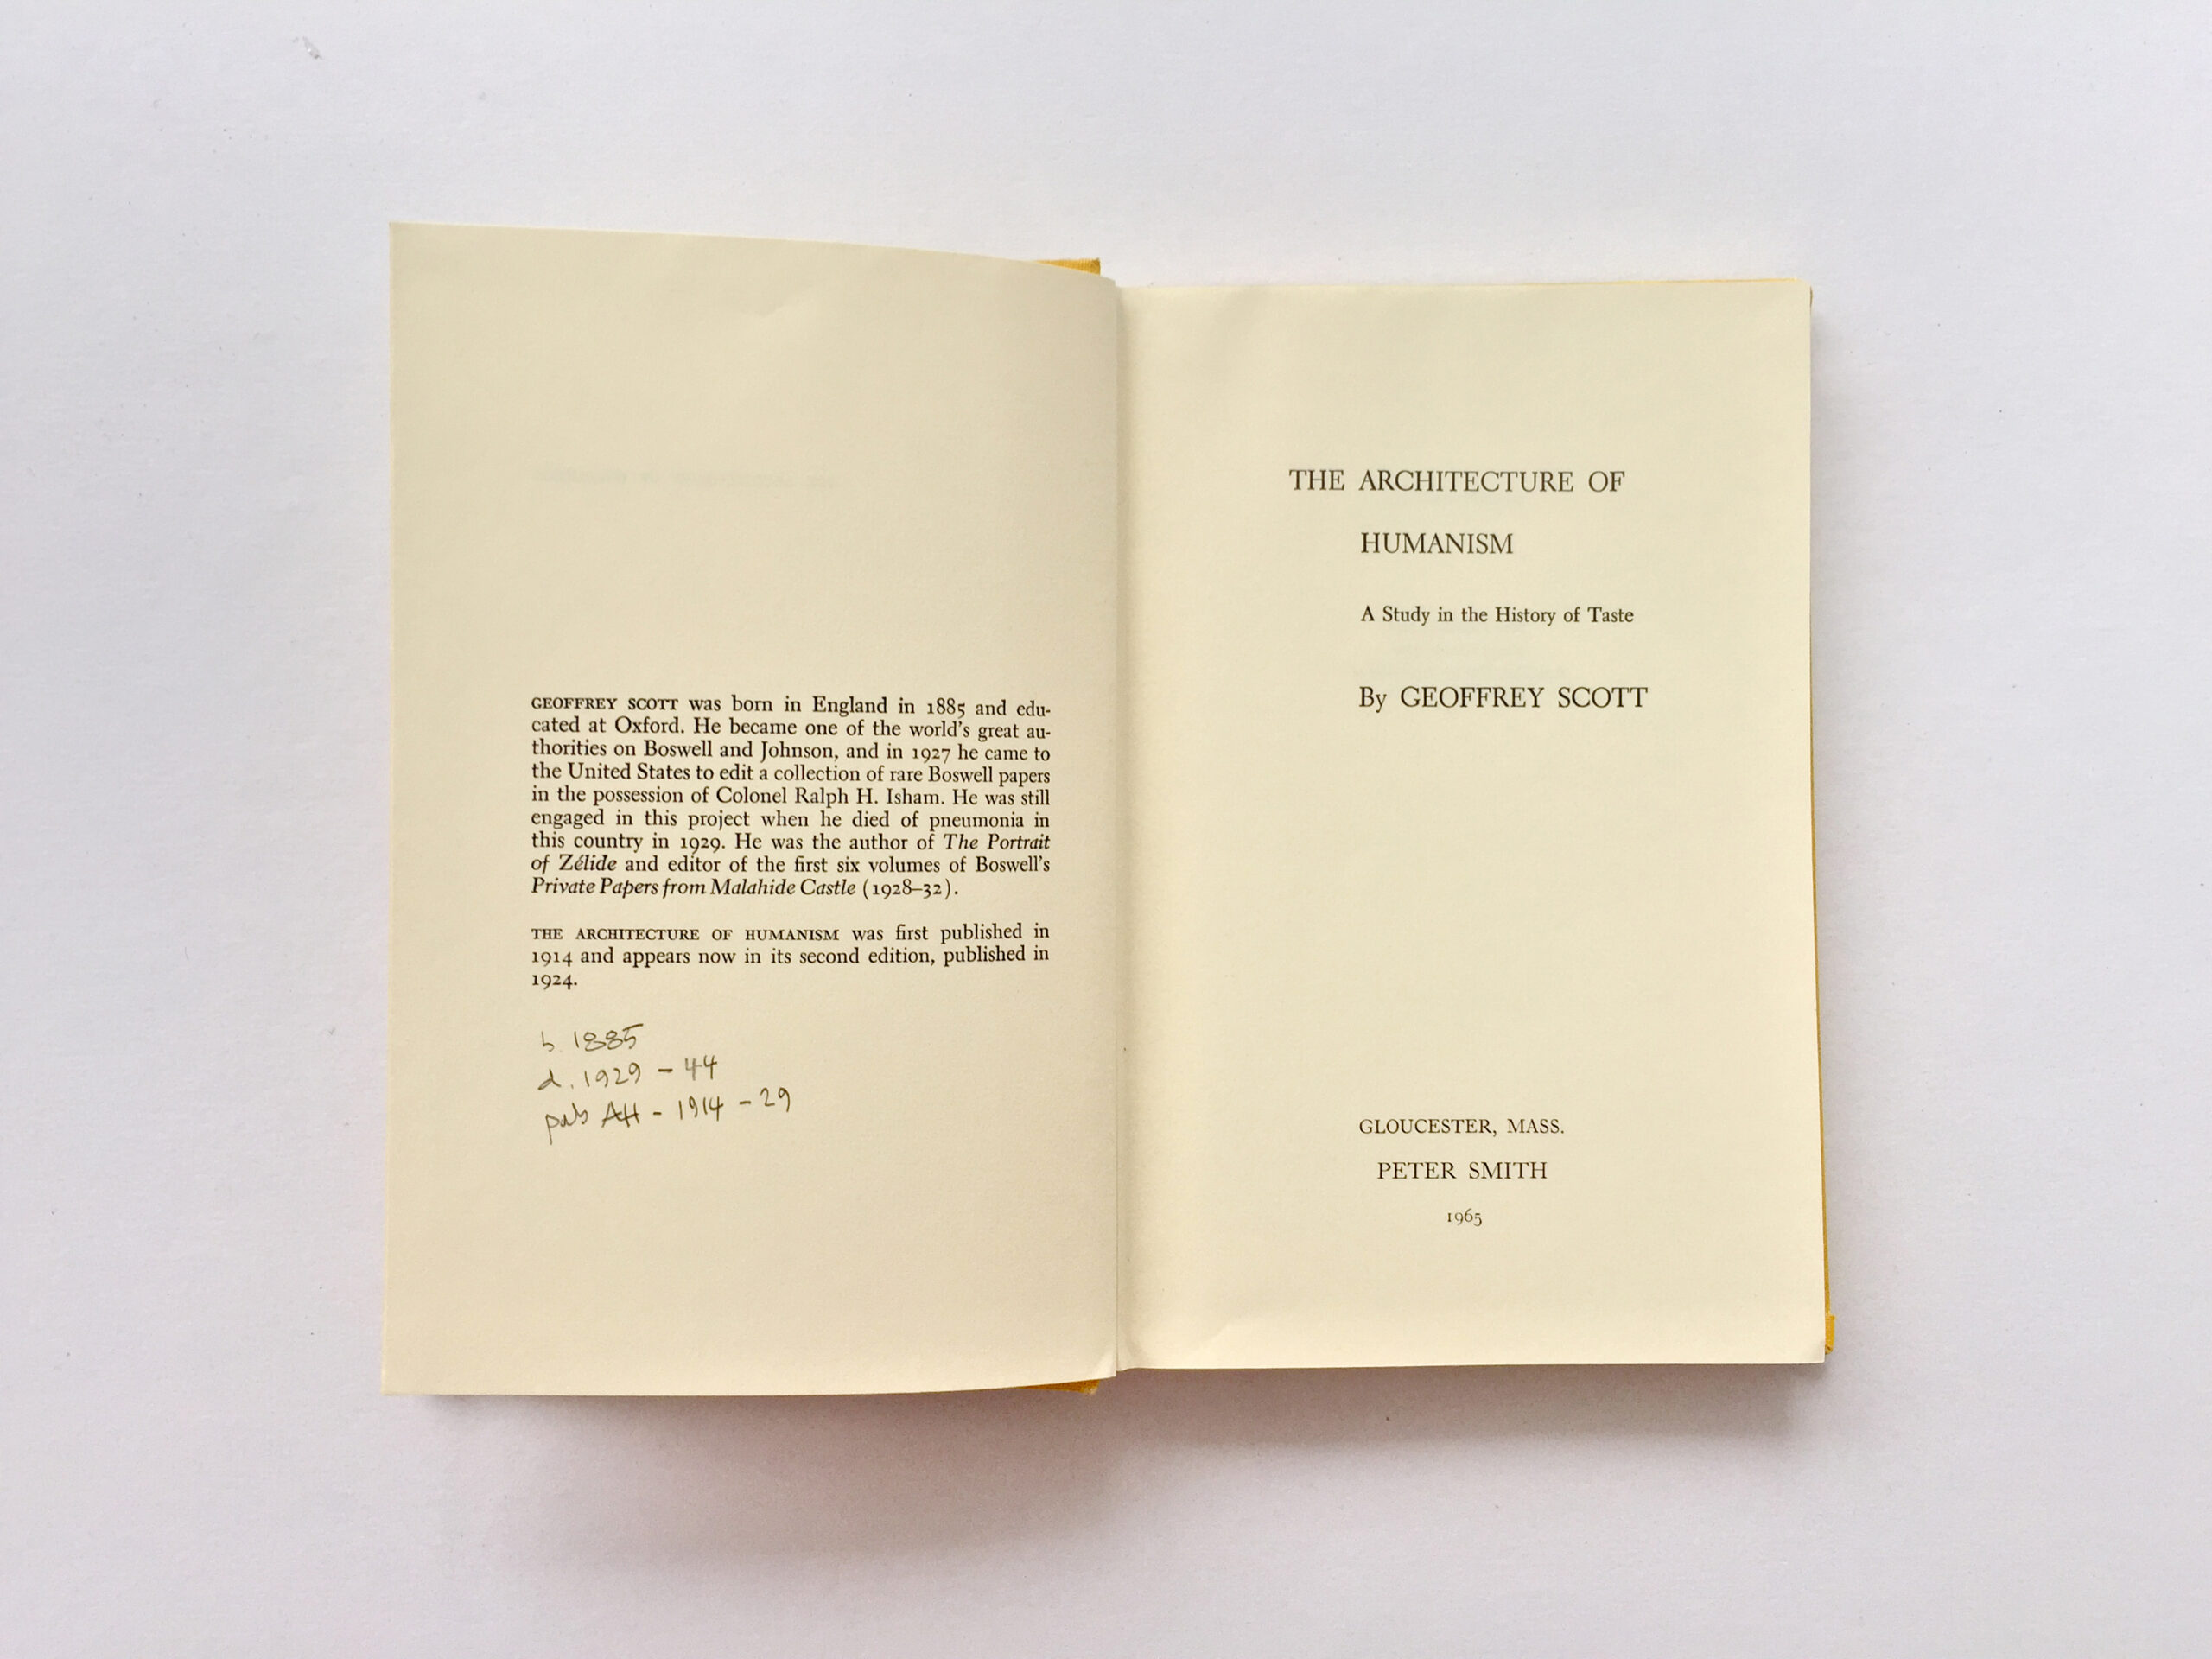 GEOFFREY SCOTT was born in England in 1885 and edu-
cated at Oxford. He became one of the world's great au-
thorities on Boswell and Johnson, and in 1927 he came to
the United States to edit a collection of rare Boswell papers
in the possession of Colonel Ralph H. Isham. He was still
engaged in this project when he died of pneumonia in
this country in 1929. He was the author of The Portrait
of Zélide and editor of the first six volumes of Boswell's
Private Papers from Malahide Castle (1928–32).
THE ARCHITECTURE OF HUMANISM was first published in
1914 and appears now in its second edition, published in
1924.
b. 1885
d. 1929 - 44
pub AH - 1914 - 29
THE ARCHITECTURE OF
HUMANISM
A Study in the History of Taste
By GEOFFREY SCOTT
GLOUCESTER, MASS.
PETER SMITH
1965